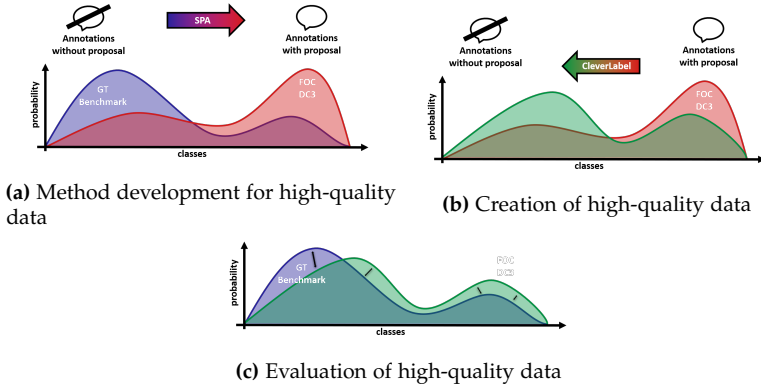 SPA
Annotations
without proposal
Annotations
with proposal
GT
Benchmark
FOC
DC3
probability
classes
(a) Method development for high-quality
data
Annotations
without proposal
CleverLabel
Annotations
with proposal
FOC
DC3
probability
classes
(b) Creation of high-quality data
GT
Benchmark
FOC
DC3
probability
classes
(c) Evaluation of high-quality data